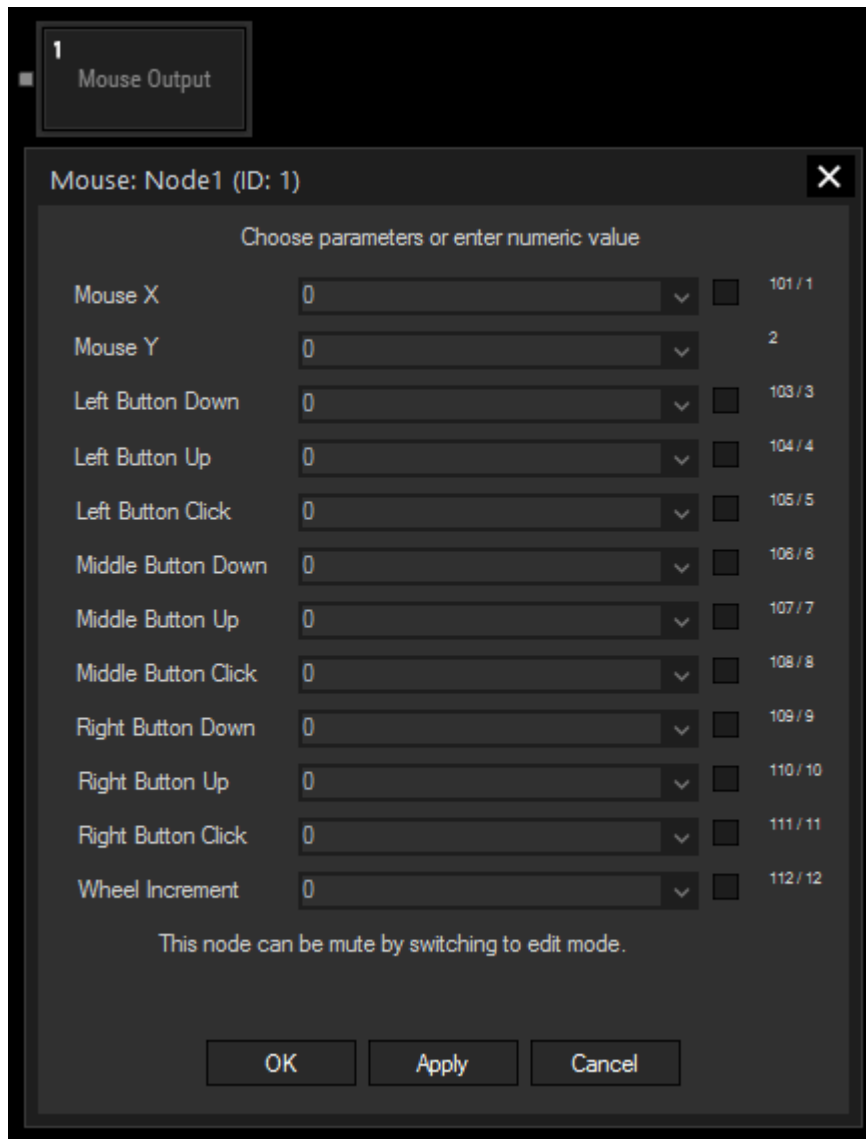 1
Mouse Output
Mouse: Node1 (ID: 1)
Choose parameters or enter numeric value
Mouse X 0 101 / 1
Mouse Y 0 2
Left Button Down 0 103 / 3
Left Button Up 0 104 / 4
Left Button Click 0 105 / 5
Middle Button Down 0 106 / 6
Middle Button Up 0 107 / 7
Middle Button Click 0 108 / 8
Right Button Down 0 109 / 9
Right Button Up 0 110 / 10
Right Button Click 0 111 / 11
Wheel Increment 0 112 / 12
This node can be mute by switching to edit mode.
OK Apply Cancel